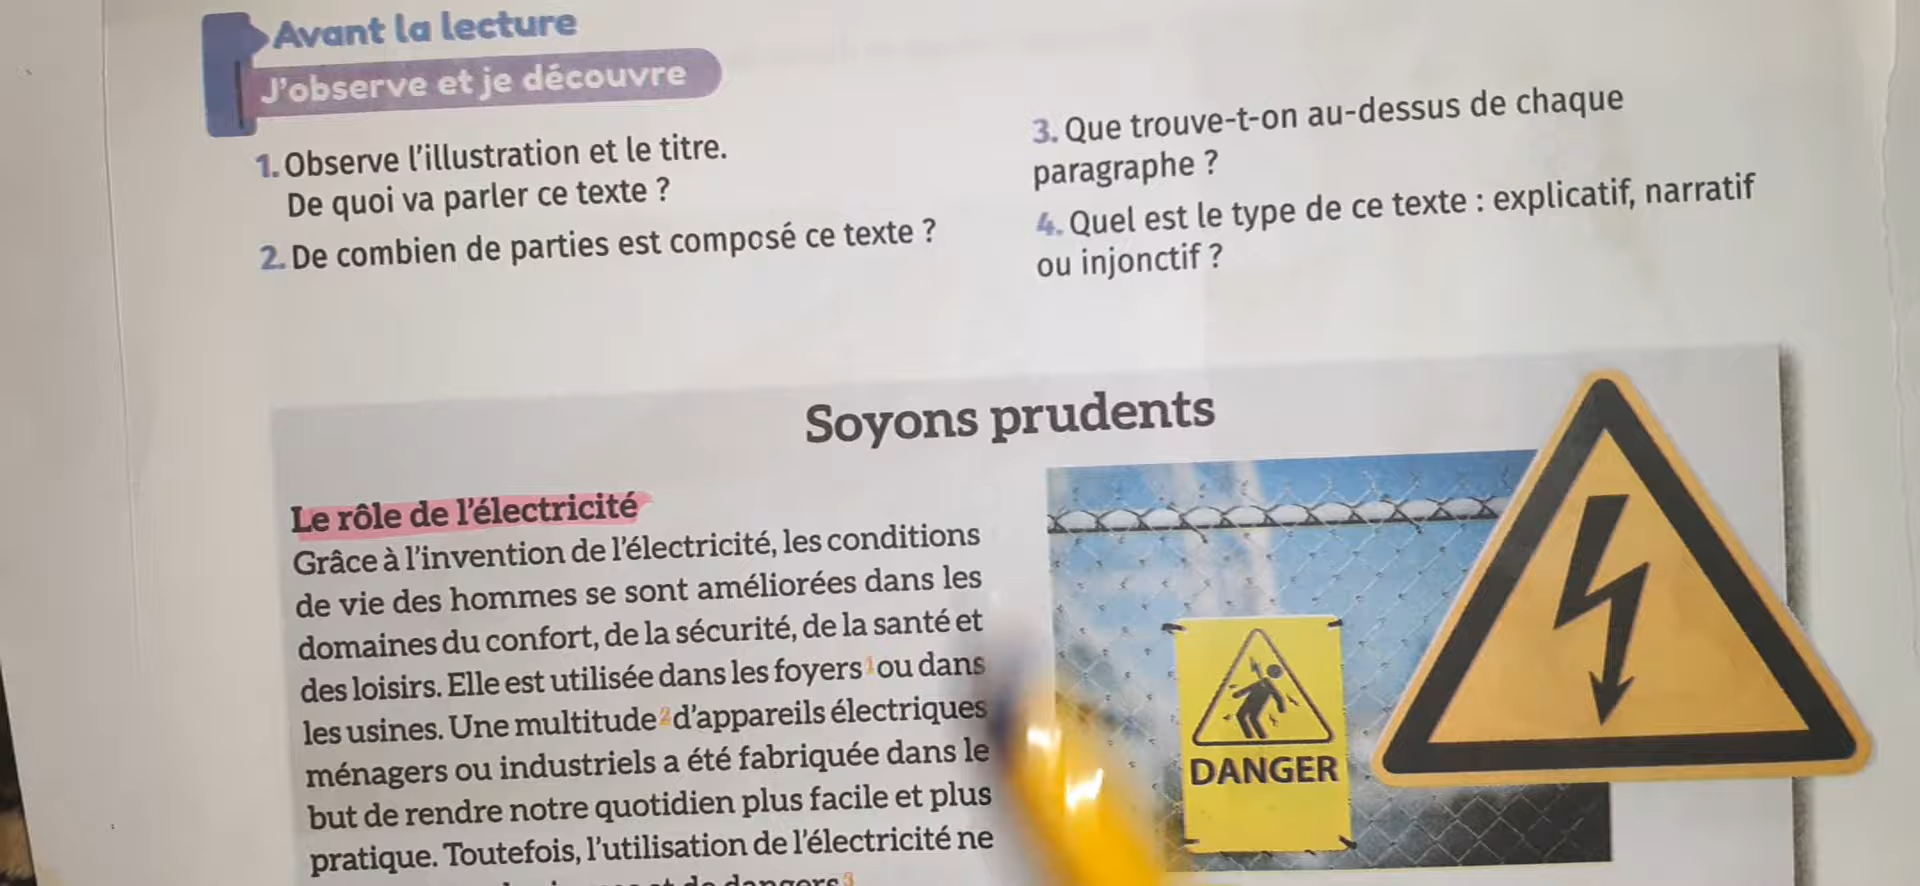 Avant la lecture
J'observe et je découvre
1. Observe l'illustration et le titre.
De quoi va parler ce texte ?
2. De combien de parties est composé ce texte ?
3. Que trouve-t-on au-dessus de chaque
paragraphe ?
4. Quel est le type de ce texte : explicatif, narratif
ou injonctif ?
Soyons prudents
Le rôle de l'électricité
Grâce à l'invention de l'électricité, les conditions
de vie des hommes se sont améliorées dans les
domaines du confort, de la sécurité, de la santé et
des loisirs. Elle est utilisée dans les foyers¹ ou dans
les usines. Une multitude² d'appareils électriques
ménagers ou industriels a été fabriquée dans le
but de rendre notre quotidien plus facile et plus
pratique. Toutefois, l'utilisation de l'électricité ne
et de dangers³
DANGER